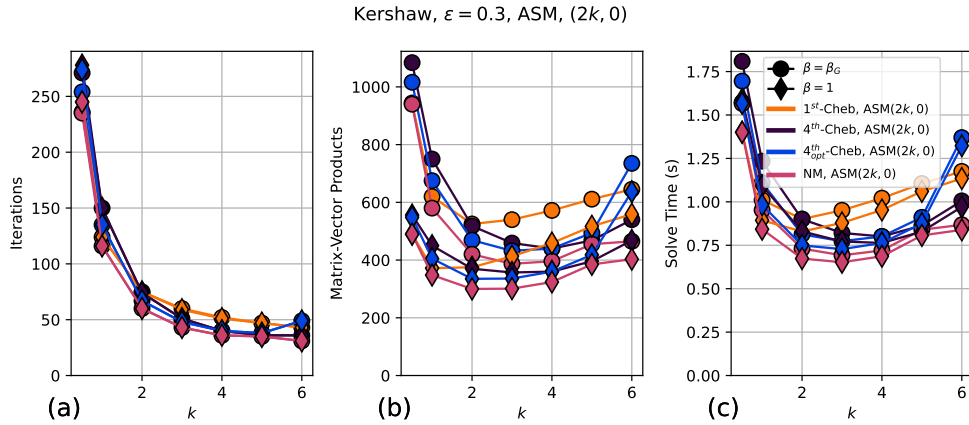 Kershaw, ε = 0.3, ASM, (2k, 0)
Iterations
250
200
150
100
50
0
2
4
6
k
(a)
Matrix-Vector Products
1000
800
600
400
200
0
2
4
6
k
(b)
Solve Time (s)
1.75
1.50
1.25
1.00
0.75
0.50
0.25
0.00
2
4
6
k
(c)
β = β_G
β = 1
1^st-Cheb, ASM(2k, 0)
4^th-Cheb, ASM(2k, 0)
4^th_opt-Cheb, ASM(2k, 0)
NM, ASM(2k, 0)